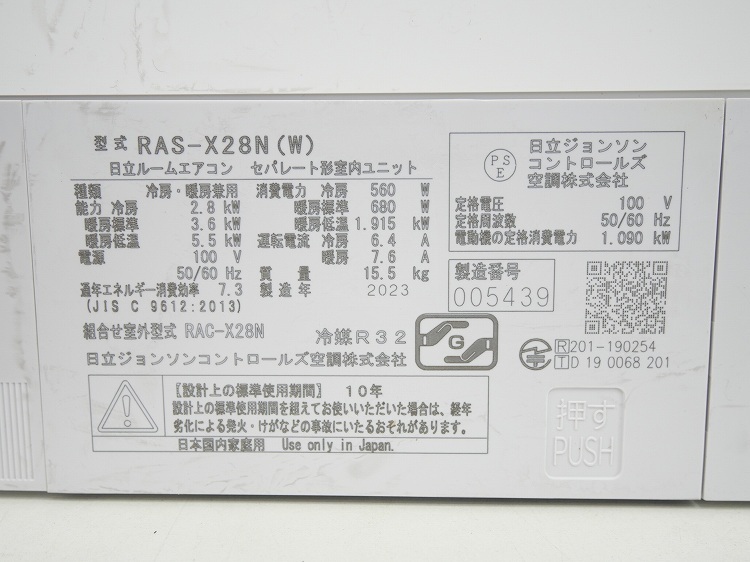 型式 RAS-X28N(W)
日立ルームエアコン セパレート形室内ユニット
種類 冷房・暖房兼用 消費電力 冷房 560 W
能力 冷房 2.8 kW 暖房標準 680 W
暖房標準 3.6 kW 暖房低温 1.915 kW
暖房低温 5.5 kW 運転電流 冷房 6.4 A
電源 100 V 暖房 7.6 A
50/60 Hz 質量 15.5 kg
通年エネルギー消費効率 7.3 製造年 2023
(JIS C 9612:2013)
組合せ室外型式 RAC-X28N 冷媒R32
日立ジョンソンコントロールズ空調株式会社
G
PSE
日立ジョンソン
コントロールズ
空調株式会社
定格電圧 100 V
定格周波数 50/60 Hz
電動機の定格消費電力 1.090 kW
製造番号
005439
R 201-190254
T D 19 0068 201
〔設計上の標準使用期間〕 10年
設計上の標準使用期間を超えてお使いいただいた場合は、経年
劣化による発火・けがなどの事故にいたるおそれがあります。
日本国内家庭用 Use only in Japan.
押す
PUSH